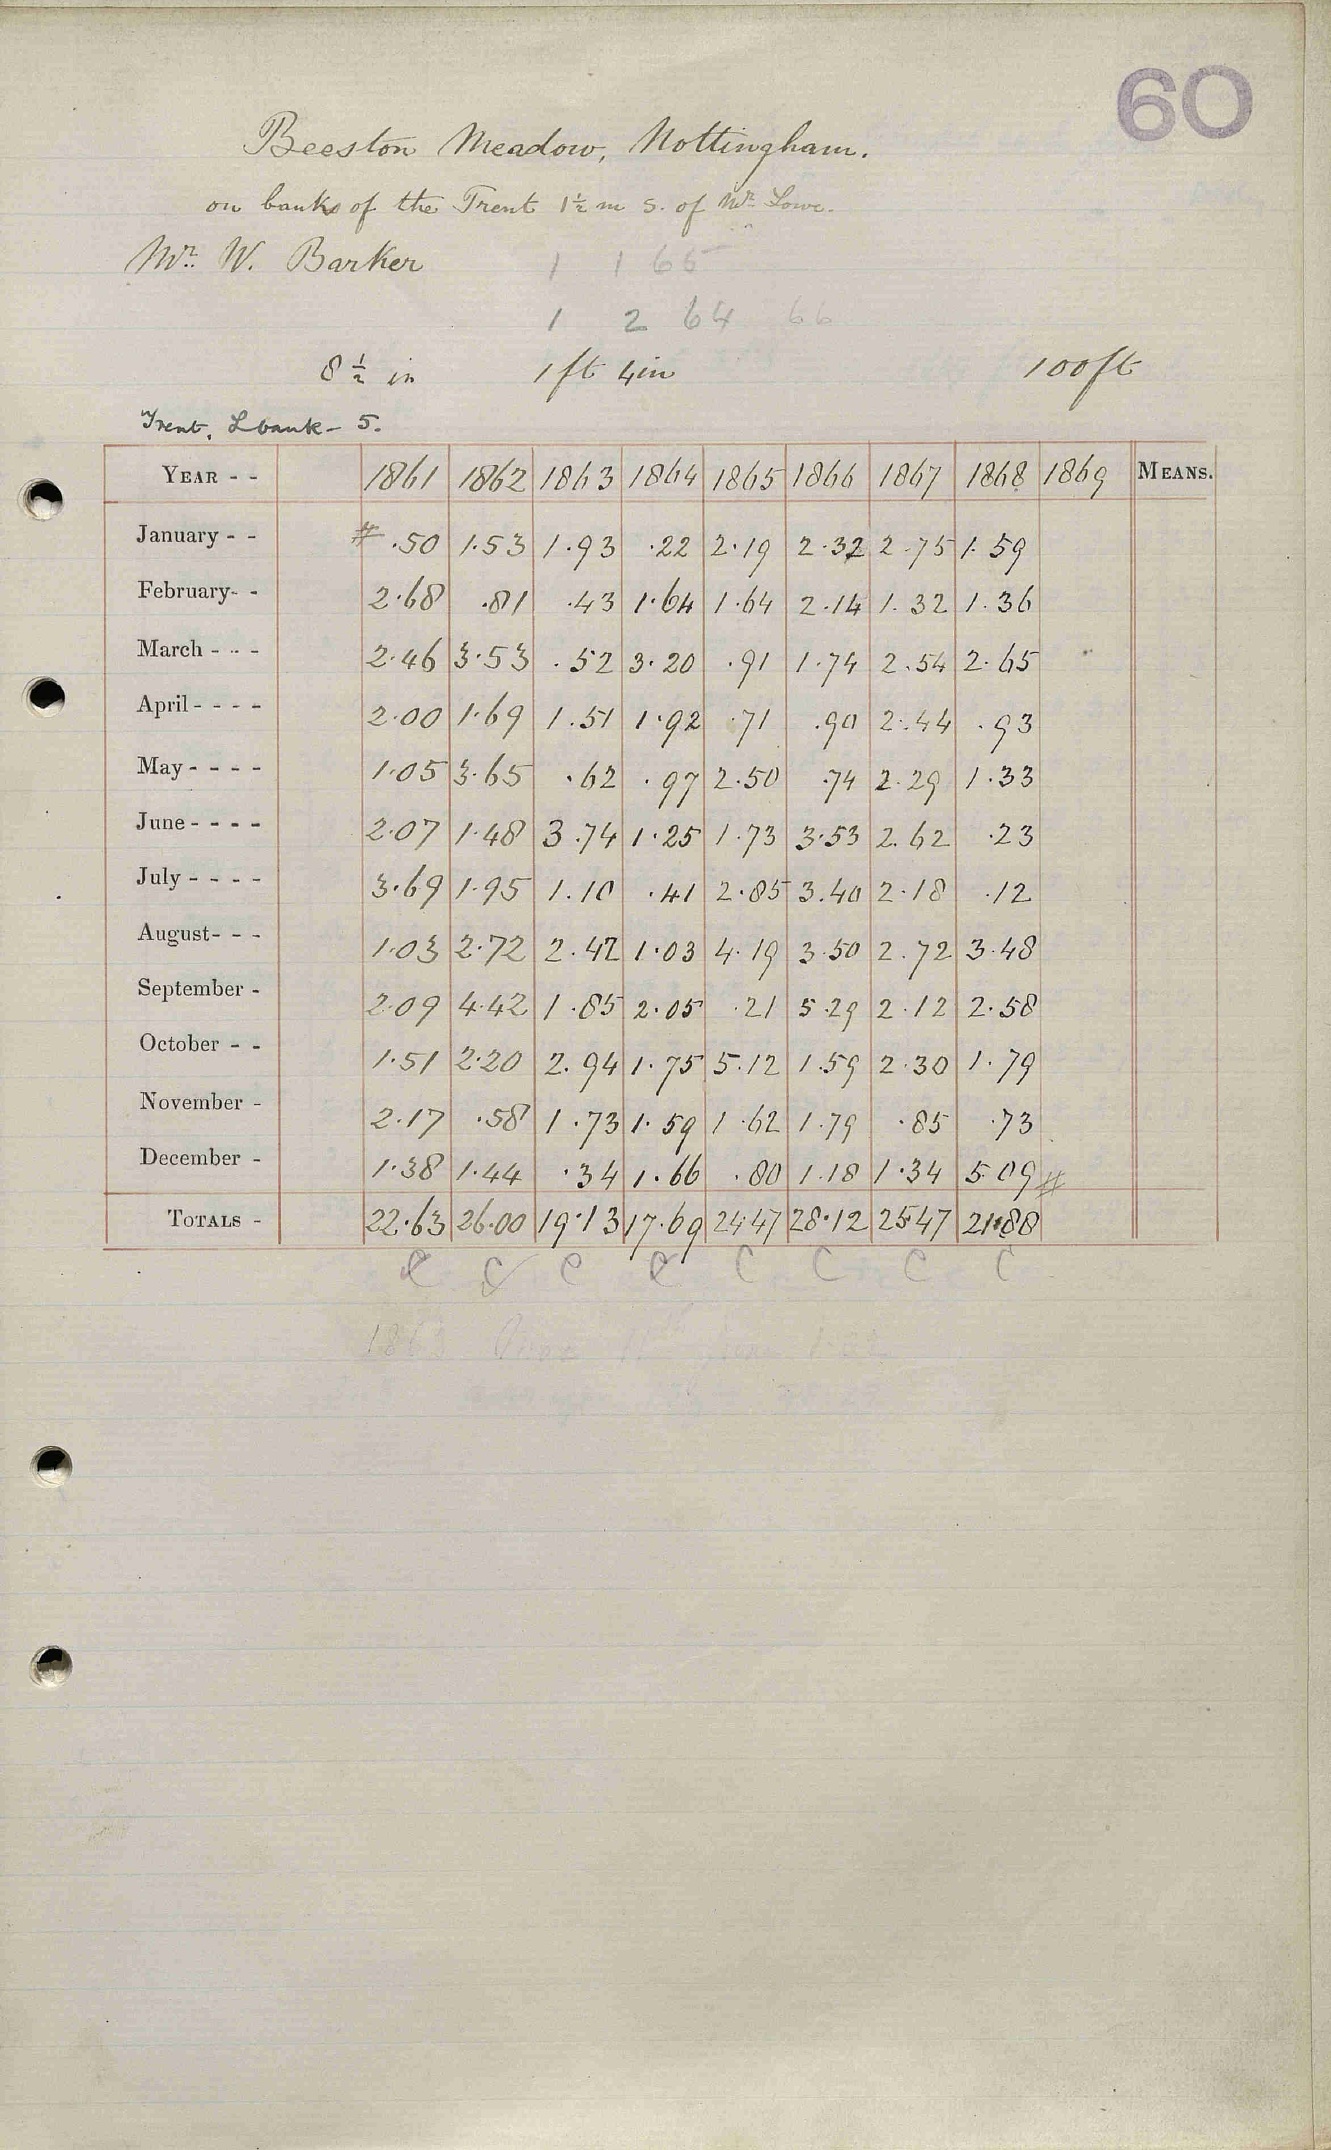 60
Beeston Meadow, Nottingham.
on banks of the Trent 1½ m S. of Mr. Lowe.
Mr. W. Barker 1 1 65
1 2 64 66
8 ½ in 1 ft 4 in 100 ft
Trent, L bank - 5.
YEAR - - 1861 1862 1863 1864 1865 1866 1867 1868 1869 MEANS.
January - - # .50 1.53 1.93 .22 2.19 2.32 2.75 1.59
February - - 2.68 .81 .43 1.64 1.64 2.14 1.32 1.36
March - - - 2.46 3.53 .52 3.20 .91 1.74 2.54 2.65
April - - - - 2.00 1.69 1.51 1.92 .71 .90 2.44 .93
May - - - - 1.05 3.65 .62 .97 2.50 .74 2.29 1.33
June - - - - 2.07 1.48 3.74 1.25 1.73 3.53 2.62 .23
July - - - - 3.69 1.95 1.10 .41 2.85 3.40 2.18 .12
August - - - 1.03 2.72 2.42 1.03 4.19 3.50 2.72 3.48
September - 2.09 4.42 1.85 2.05 .21 5.29 2.12 2.58
October - - 1.51 2.20 2.94 1.75 5.12 1.59 2.30 1.79
November - 2.17 .58 1.73 1.59 1.62 1.79 .85 .73
December - 1.38 1.44 .34 1.66 .80 1.18 1.34 5.09 #
TOTALS - 22.63 26.00 19.13 17.69 24.47 28.12 25.47 21.88
C C C C C C C C
1863